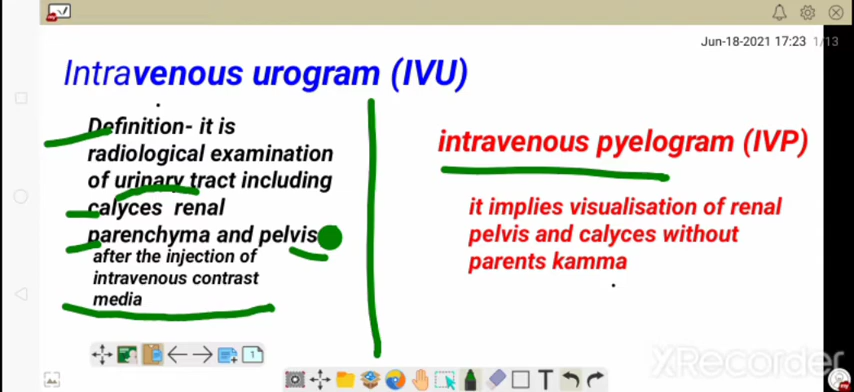 Jun-18-2021 17:23 1/13
Intravenous urogram (IVU)
Definition- it is
radiological examination
of urinary tract including
calyces renal
parenchyma and pelvis
after the injection of
intravenous contrast
media
intravenous pyelogram (IVP)
it implies visualisation of renal
pelvis and calyces without
parents kamma
1
T
XRecorder